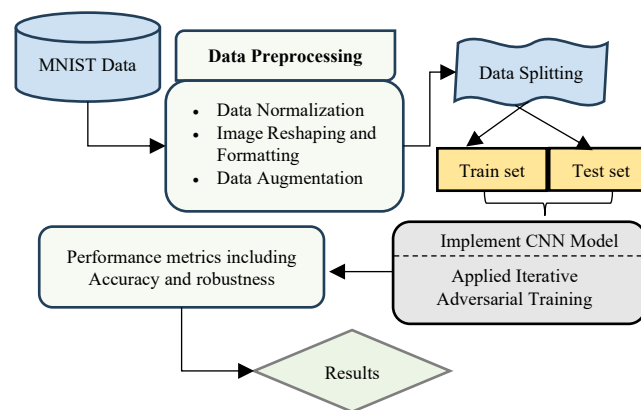 MNIST Data
Data Preprocessing
• Data Normalization
• Image Reshaping and
Formatting
• Data Augmentation
Data Splitting
Train set
Test set
Implement CNN Model
Applied Iterative
Adversarial Training
Performance metrics including
Accuracy and robustness
Results